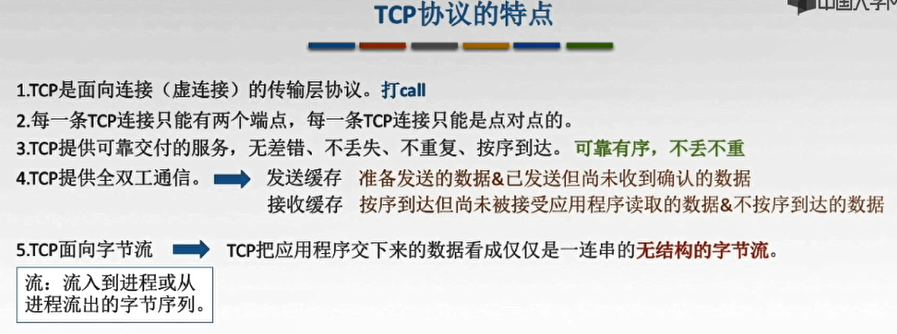 中国大学
TCP协议的特点
1.TCP是面向连接（虚连接）的传输层协议。打call
2.每一条TCP连接只能有两个端点，每一条TCP连接只能是点对点的。
3.TCP提供可靠交付的服务，无差错、不丢失、不重复、按序到达。可靠有序，不丢不重
4.TCP提供全双工通信。 发送缓存 准备发送的数据&已发送但尚未收到确认的数据
接收缓存 按序到达但尚未被接受应用程序读取的数据&不按序到达的数据
5.TCP面向字节流 TCP把应用程序交下来的数据看成仅仅是一连串的无结构的字节流。
流：流入到进程或从
进程流出的字节序列。